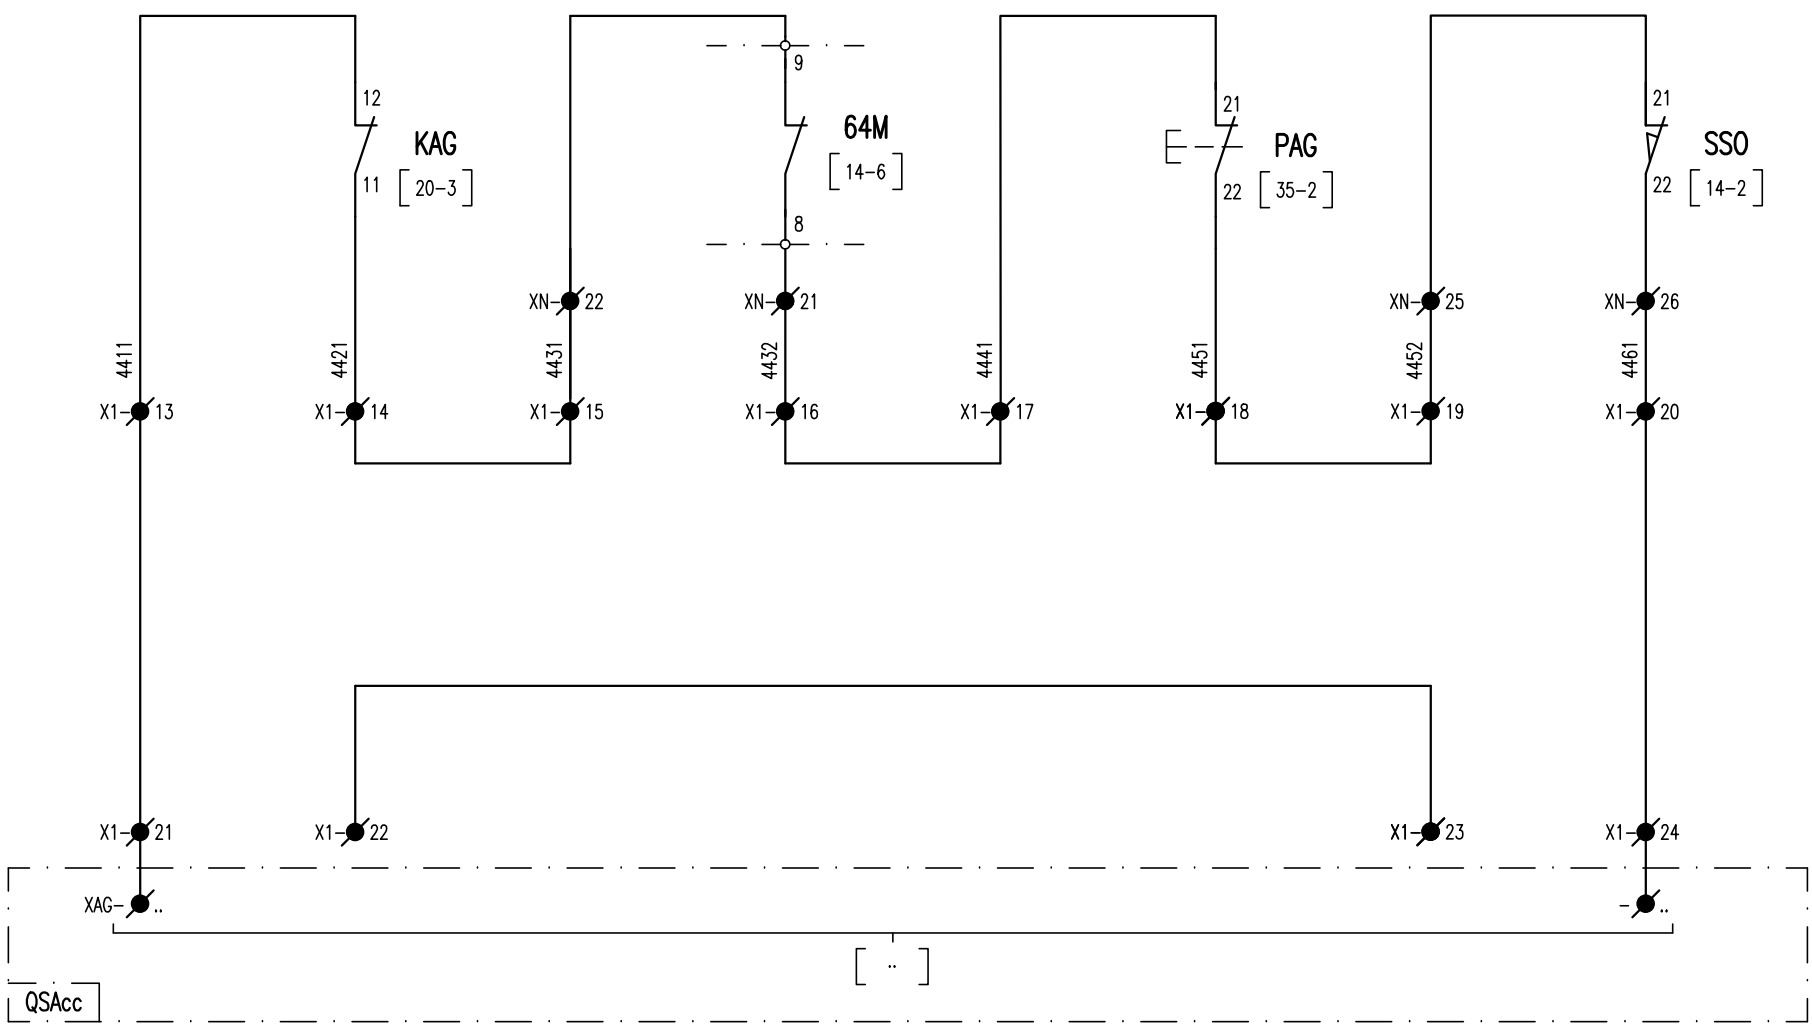 9
12
KAG
11
[20-3]
64M
[14-6]
8
21
PAG
22
[35-2]
21
SSO
22
[14-2]
XN- 22
XN- 21
XN- 25
XN- 26
4411
4421
4431
4432
4441
4451
4452
4461
X1- 13
X1- 14
X1- 15
X1- 16
X1- 17
X1- 18
X1- 19
X1- 20
X1- 21
X1- 22
X1- 23
X1- 24
XAG- ..
- ..
[ .. ]
QSAcc